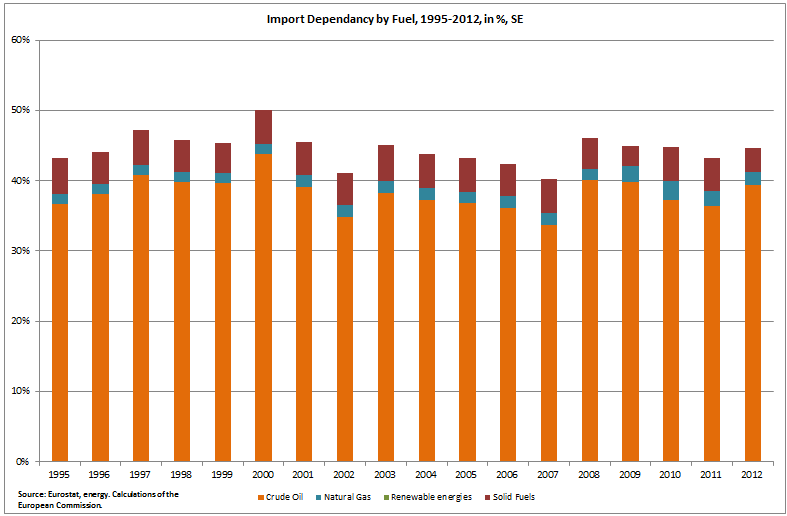 Import Dependancy by Fuel, 1995-2012, in %, SE
60%
50%
40%
30%
20%
10%
0%
1995 1996 1997 1998 1999 2000 2001 2002 2003 2004 2005 2006 2007 2008 2009 2010 2011 2012
Source: Eurostat, energy. Calculations of the
European Commission.
Crude Oil Natural Gas Renewable energies Solid Fuels